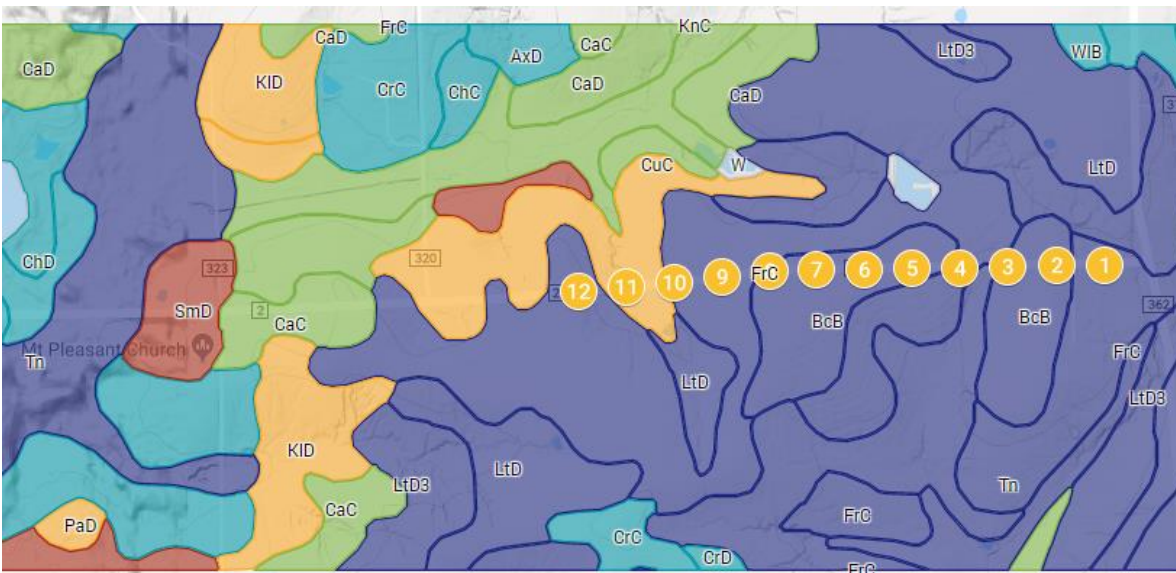 FrC
KnC
CaD
CaC
AxD
LtD3
WIB
CaD
KID
CrC
ChC
CaD
CaD
CuC
W
LtD
ChD
323
320
12
11
10
9
FrC
7
6
5
4
3
2
1
SmD
2
CaC
BcB
BcB
362
Mt Pleasant Church
Tn
FrC
LtD
LtD3
KID
LtD
LtD3
Tn
CaC
PaD
FrC
CrC
CrD
FrC